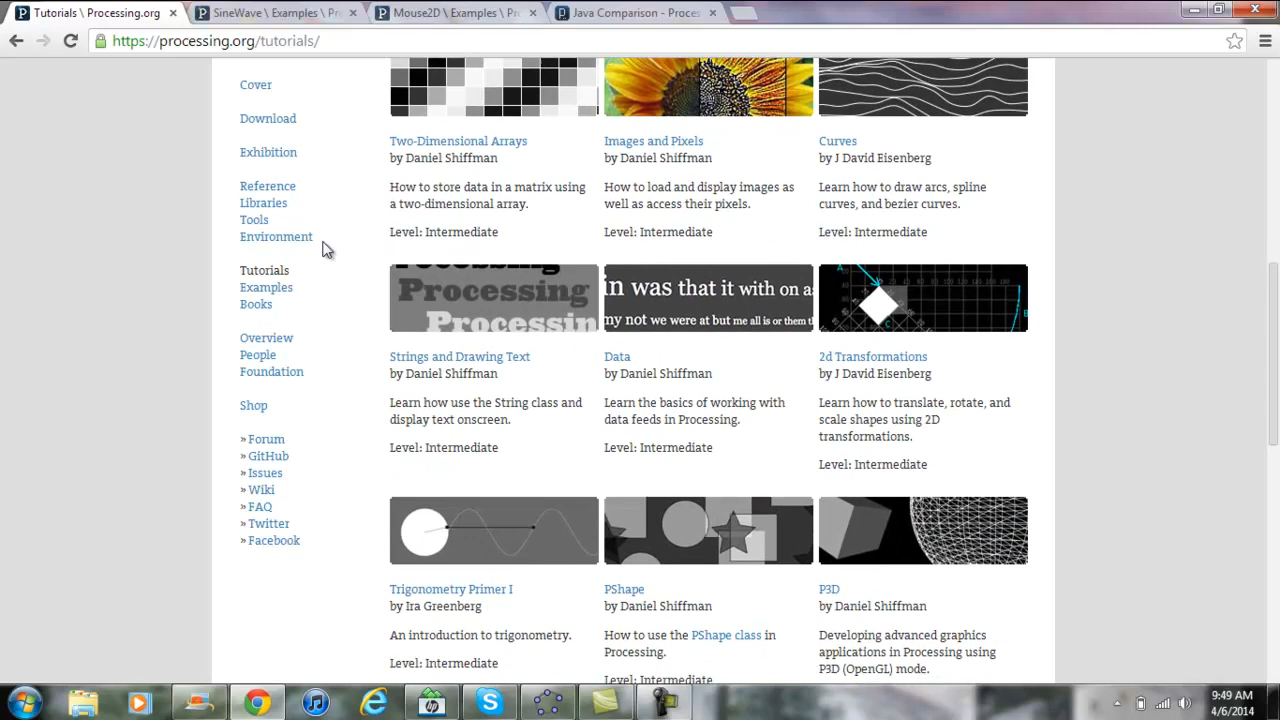 Tutorials \ Processing.org
SineWave \ Examples \ Pr
Mouse2D \ Examples \ Pro
Java Comparison - Proces
https://processing.org/tutorials/
Cover
Download
Exhibition
Reference
Libraries
Tools
Environment
Tutorials
Examples
Books
Overview
People
Foundation
Shop
» Forum
» GitHub
» Issues
» Wiki
» FAQ
» Twitter
» Facebook
Two-Dimensional Arrays
by Daniel Shiffman
How to store data in a matrix using
a two-dimensional array.
Level: Intermediate
Images and Pixels
by Daniel Shiffman
How to load and display images as
well as access their pixels.
Level: Intermediate
Curves
by J David Eisenberg
Learn how to draw arcs, spline
curves, and bezier curves.
Level: Intermediate
Processing
Processing
Processin
Strings and Drawing Text
by Daniel Shiffman
Learn how use the String class and
display text onscreen.
Level: Intermediate
in was that it with on as
my not we were at but me all is or them
Data
by Daniel Shiffman
Learn the basics of working with
data feeds in Processing.
Level: Intermediate
A
B
C
2d Transformations
by J David Eisenberg
Learn how to translate, rotate, and
scale shapes using 2D
transformations.
Level: Intermediate
Trigonometry Primer I
by Ira Greenberg
An introduction to trigonometry.
Level: Intermediate
PShape
by Daniel Shiffman
How to use the PShape class in
Processing.
Level: Intermediate
P3D
by Daniel Shiffman
Developing advanced graphics
applications in Processing using
P3D (OpenGL) mode.
9:49 AM
4/6/2014